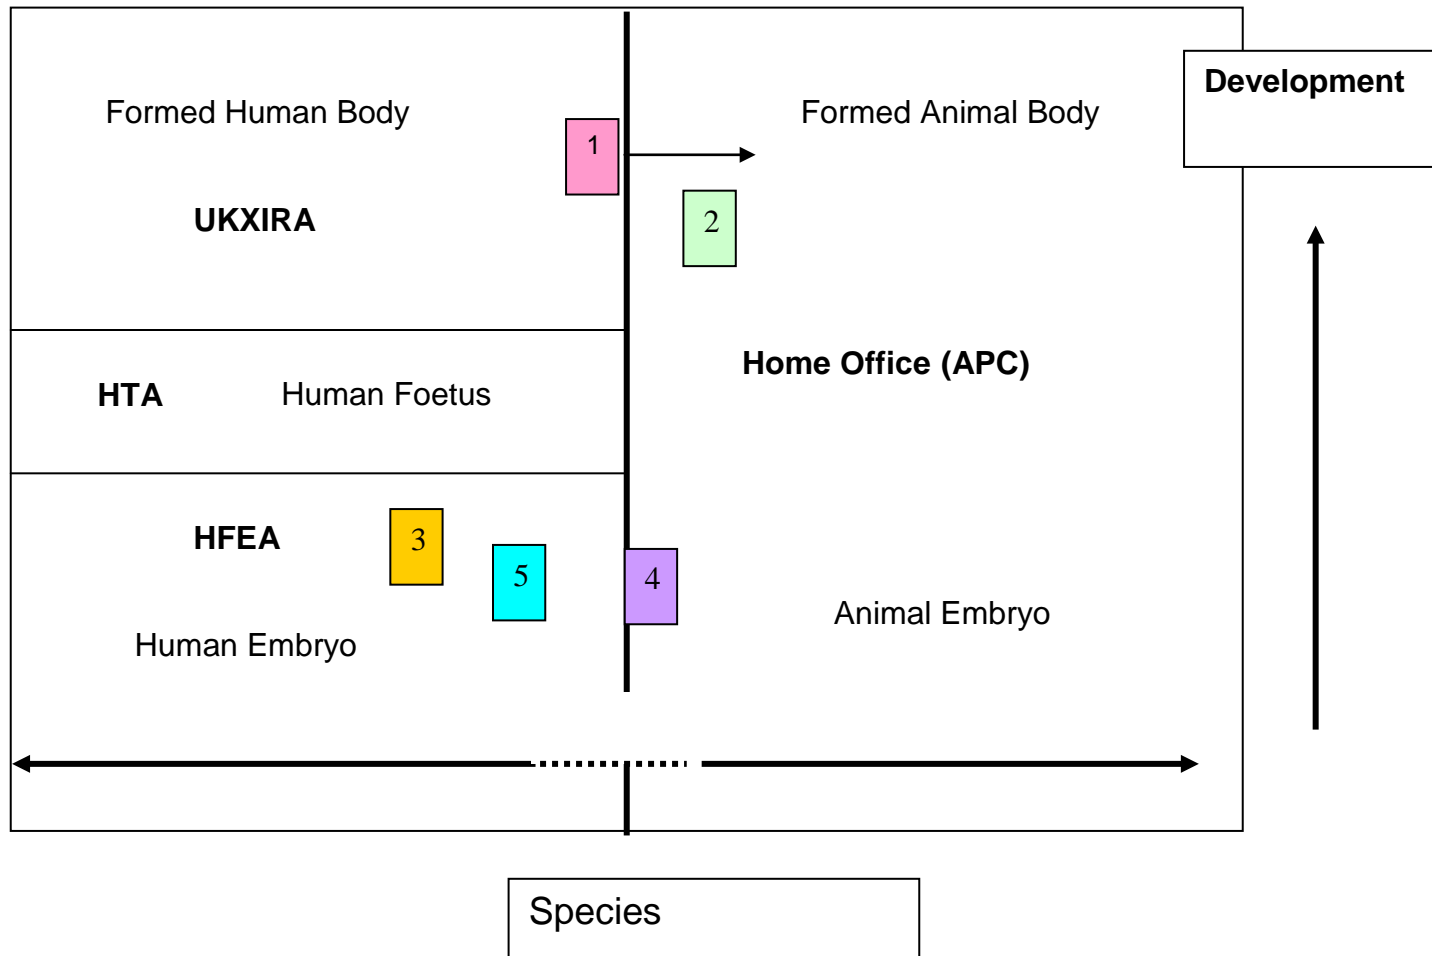 Development
Formed Human Body
1
Formed Animal Body
UKXIRA
2
Home Office (APC)
HTA
Human Foetus
HFEA
3
5
4
Animal Embryo
Human Embryo
Species